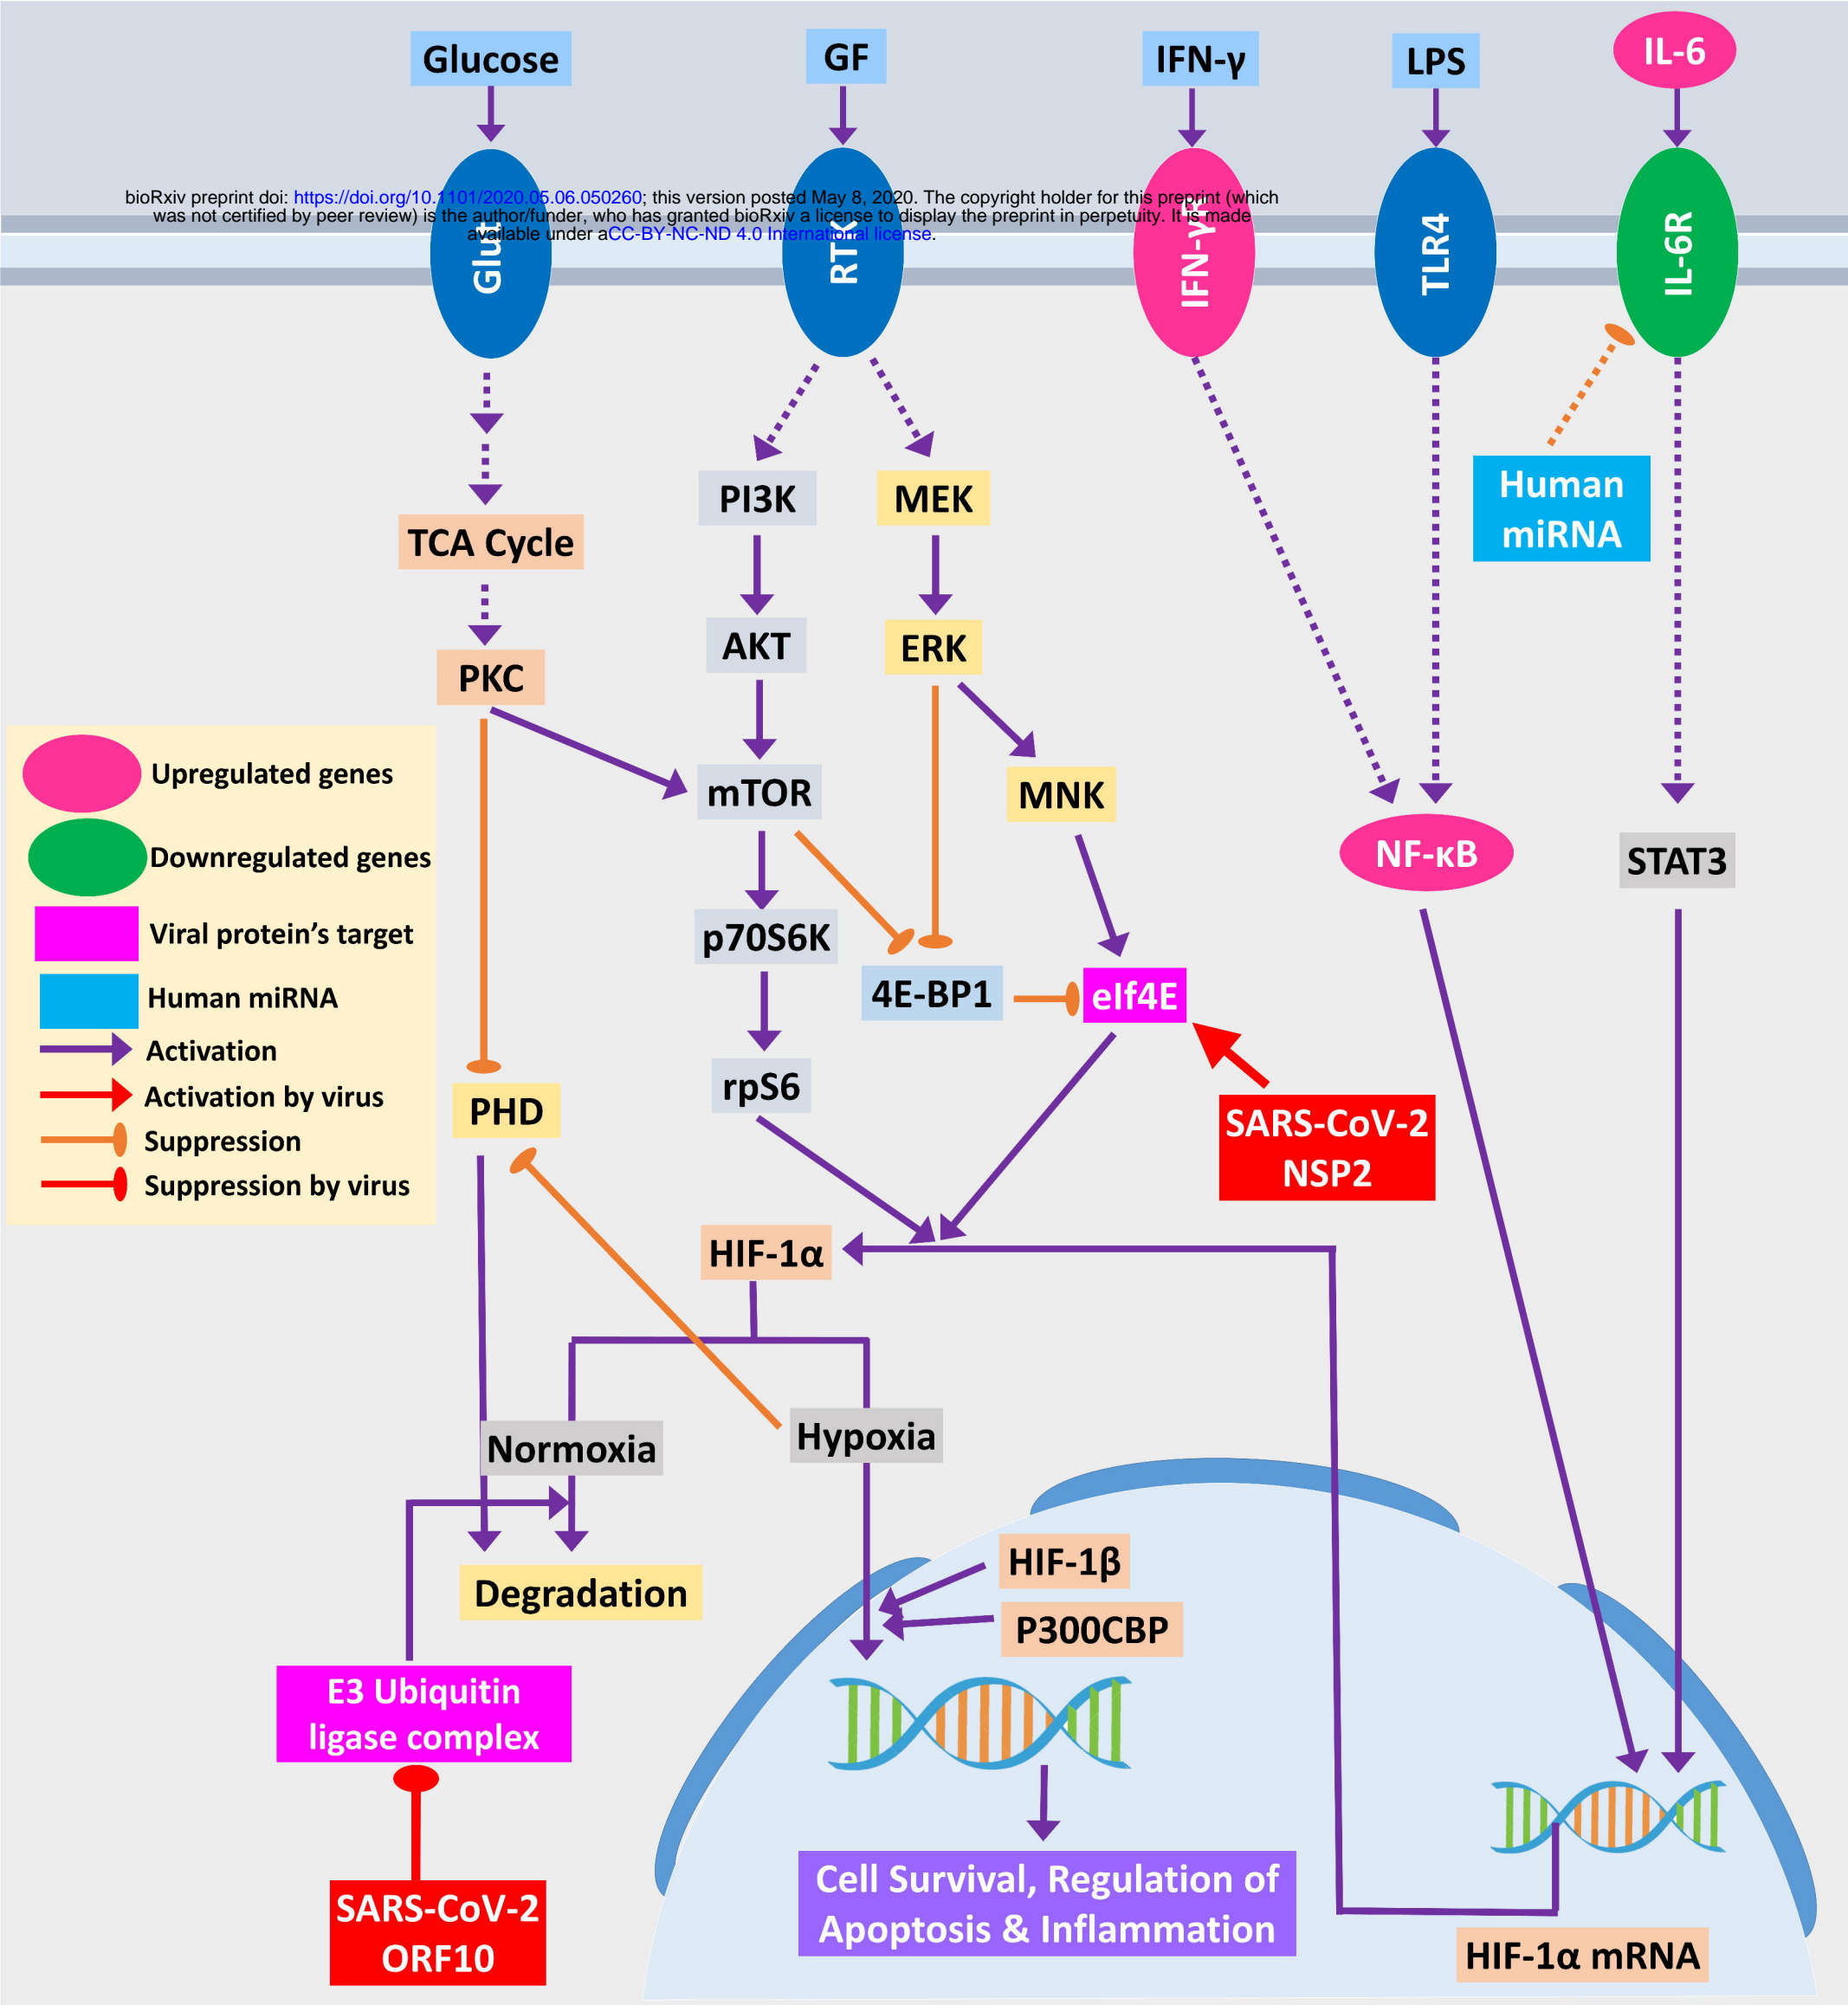 Glucose
GF
IFN-γ
LPS
IL-6
bioRxiv preprint doi: https://doi.org/10.1101/2020.05.06.050260; this version posted May 8, 2020. The copyright holder for this preprint (which
was not certified by peer review) is the author/funder, who has granted bioRxiv a license to display the preprint in perpetuity. It is made
available under aCC-BY-NC-ND 4.0 International license.
Glut
RTK
IFN-γR
TLR4
IL-6R
Human
miRNA
PI3K
MEK
TCA Cycle
AKT
ERK
PKC
mTOR
MNK
NF-κB
STAT3
Upregulated genes
Downregulated genes
Viral protein's target
Human miRNA
Activation
Activation by virus
Suppression
Suppression by virus
p70S6K
4E-BP1
eIf4E
rpS6
PHD
SARS-CoV-2
NSP2
HIF-1α
Normoxia
Hypoxia
HIF-1β
P300CBP
Degradation
E3 Ubiquitin
ligase complex
SARS-CoV-2
ORF10
Cell Survival, Regulation of
Apoptosis & Inflammation
HIF-1α mRNA